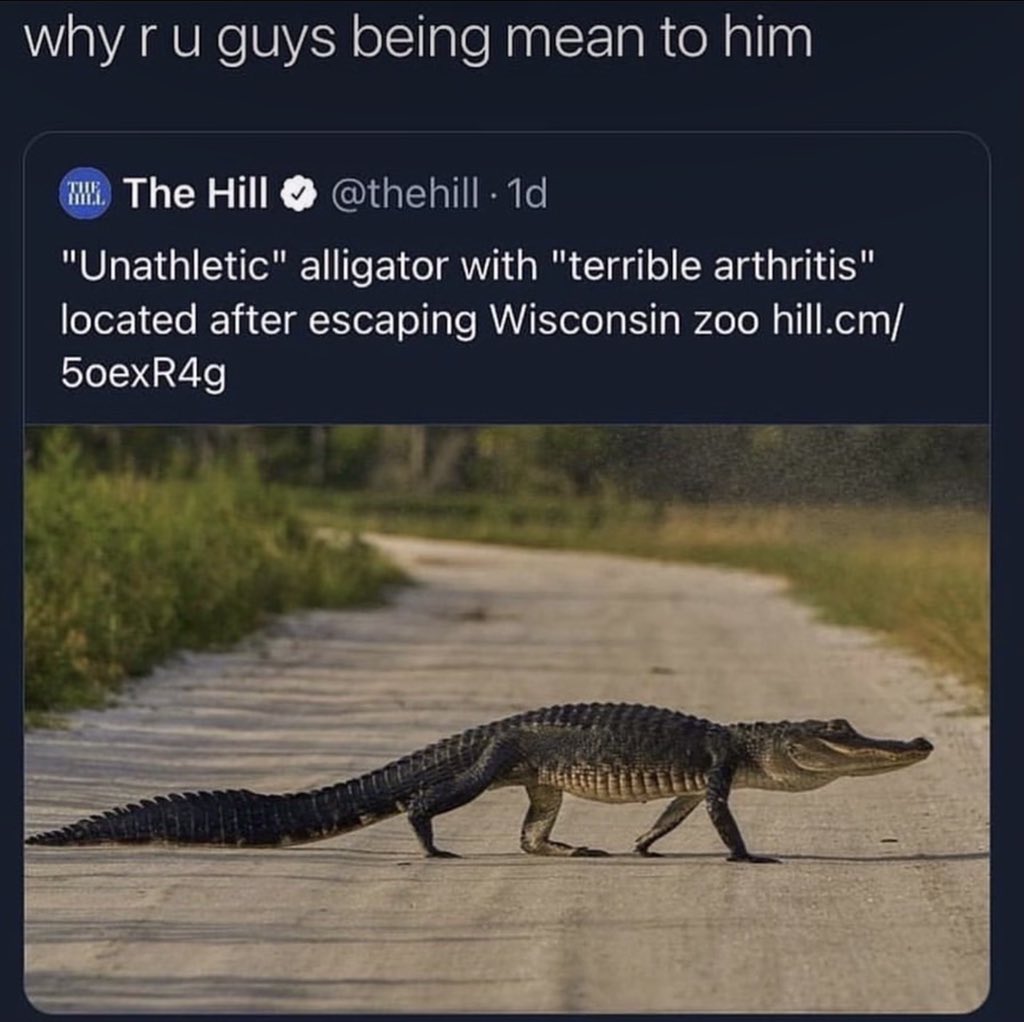 why r u guys being mean to him
THE HILL The Hill @thehill · 1d
"Unathletic" alligator with "terrible arthritis"
located after escaping Wisconsin zoo hill.cm/
5oexR4g